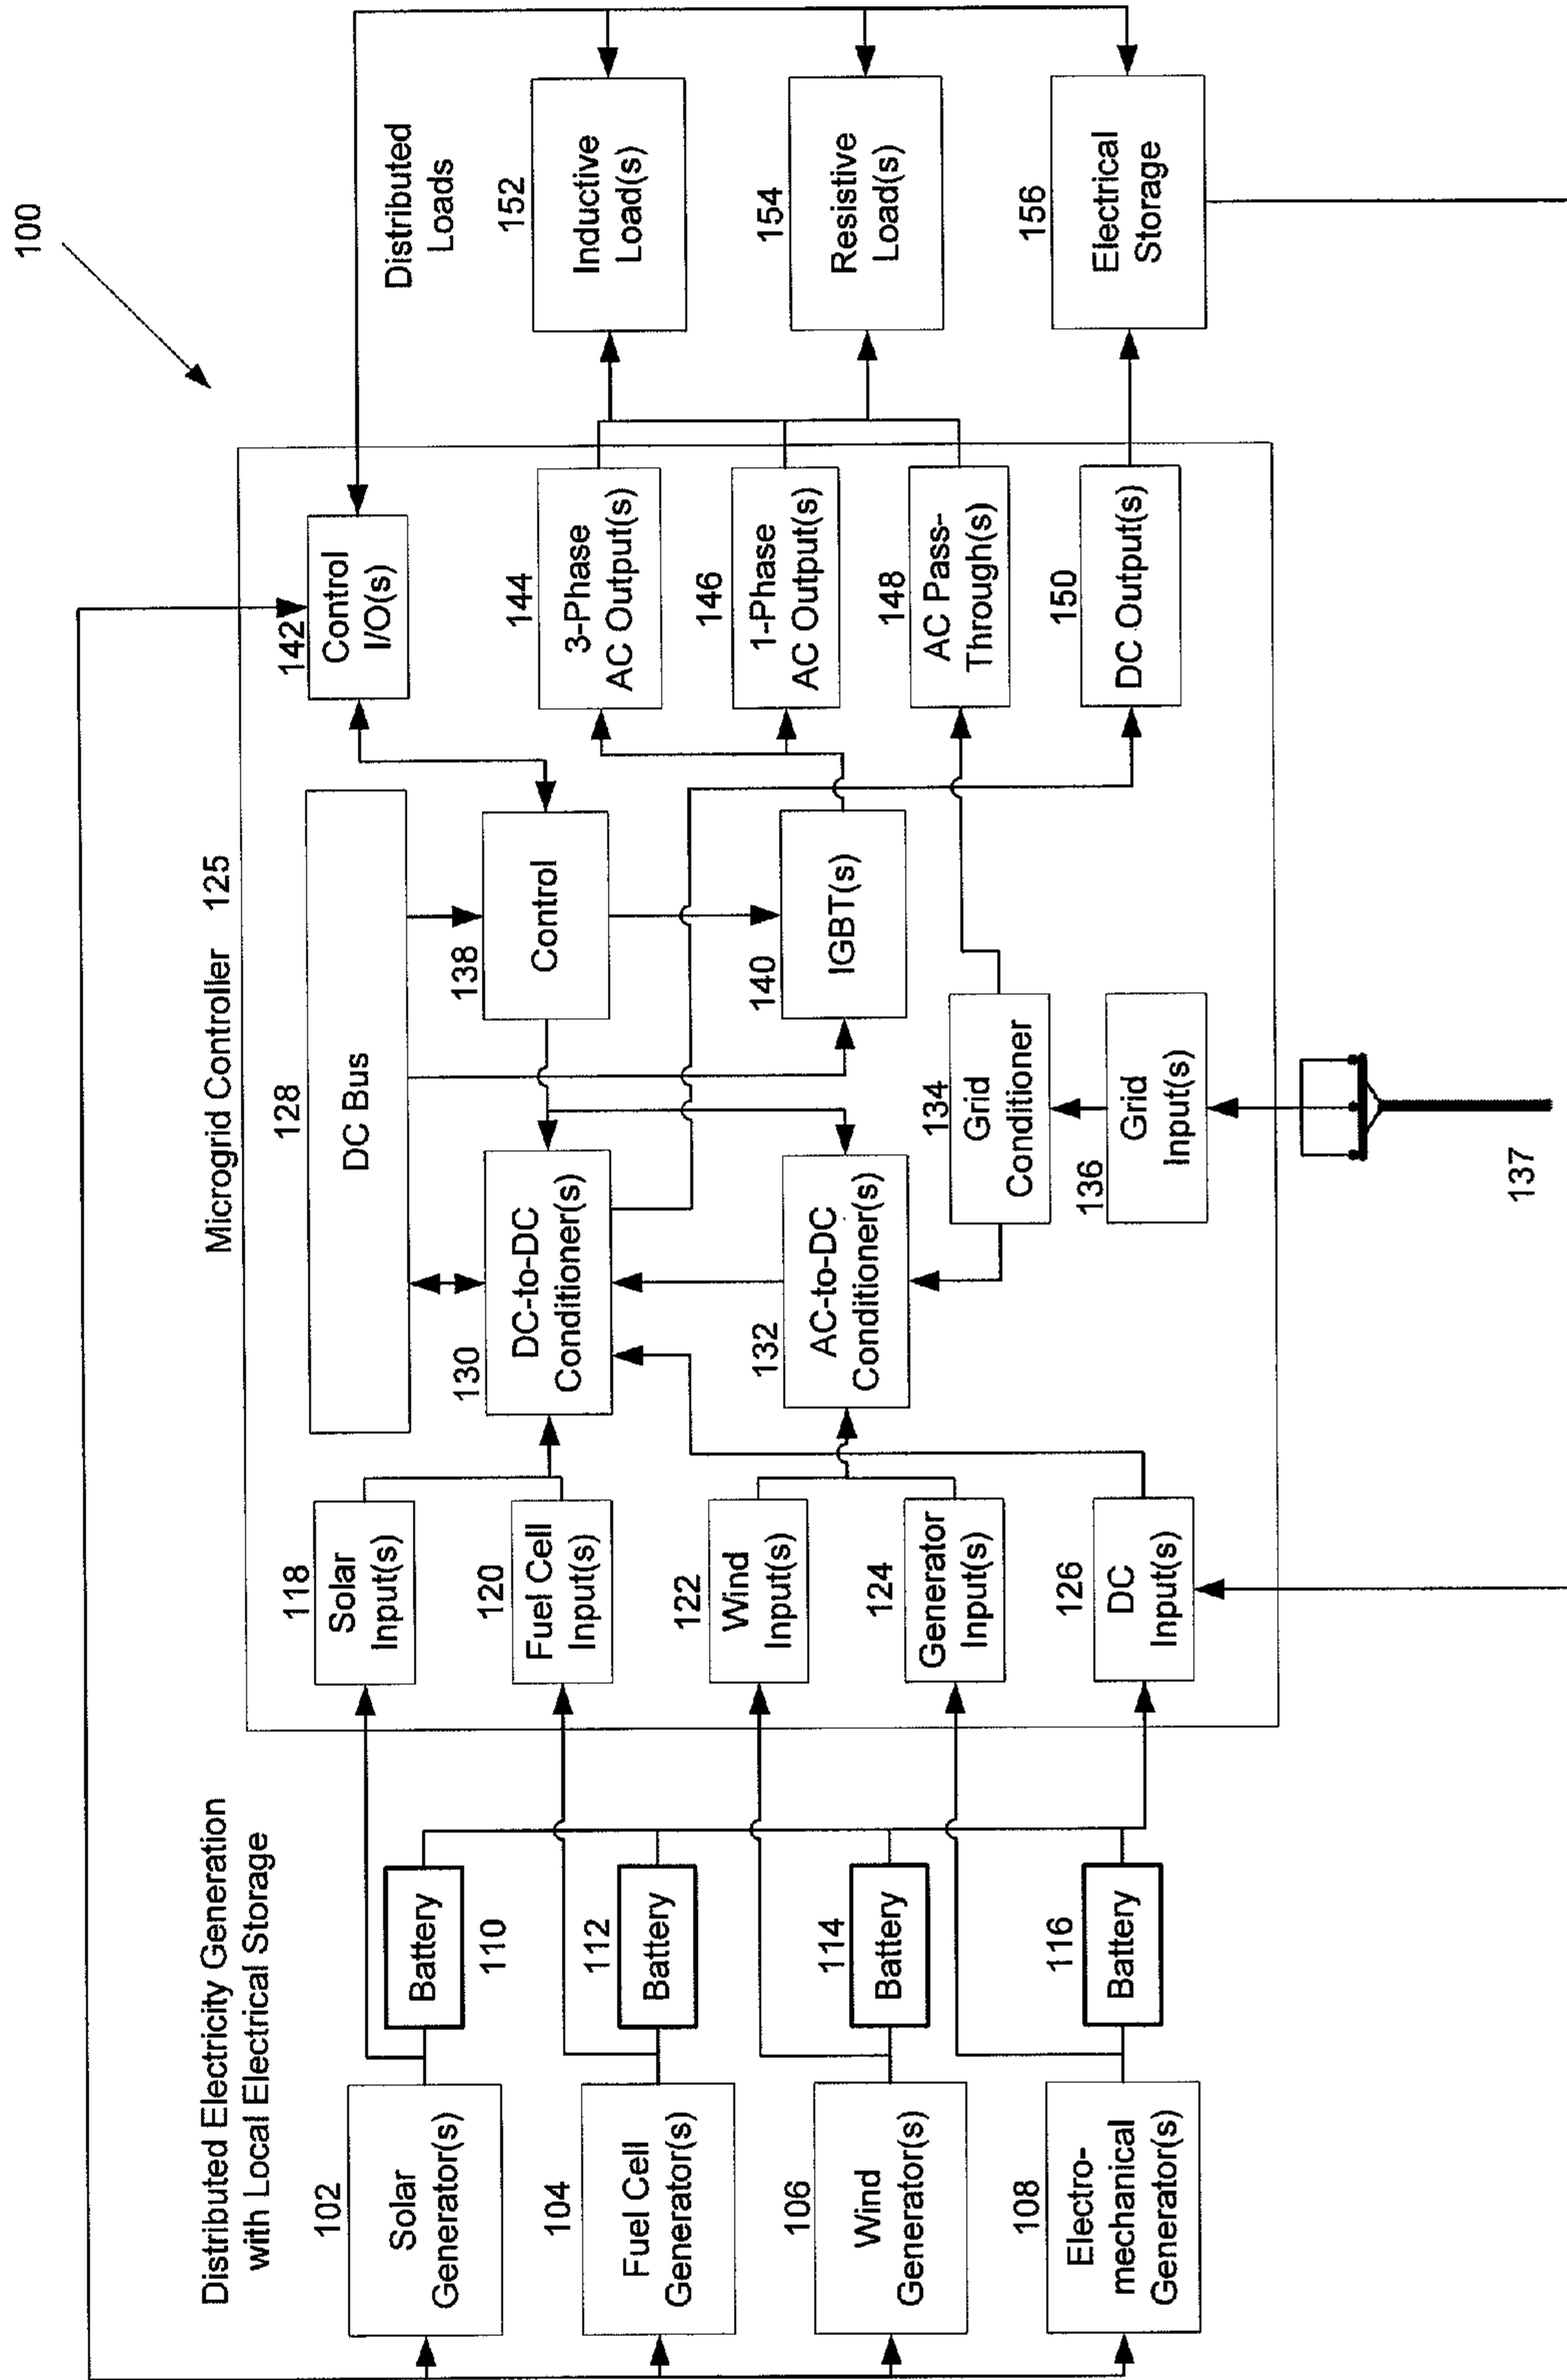 100
Microgrid Controller 125
Distributed Electricity Generation
with Local Electrical Storage
Distributed
Loads
102
Solar
Generator(s)
104
Fuel Cell
Generator(s)
106
Wind
Generator(s)
108
Electro-
mechanical
Generator(s)
Battery
110
112
Battery
114
Battery
116
Battery
118
Solar
Input(s)
120
Fuel Cell
Input(s)
122
Wind
Input(s)
124
Generator
Input(s)
126
DC
Input(s)
128
DC Bus
130
DC-to-DC
Conditioner(s)
132
AC-to-DC
Conditioner(s)
134
Grid
Conditioner
136
Grid
Input(s)
137
138
Control
140
IGBT(s)
142
Control
I/O(s)
144
3-Phase
AC Output(s)
146
1-Phase
AC Output(s)
148
AC Pass-
Through(s)
150
DC Output(s)
152
Inductive
Load(s)
154
Resistive
Load(s)
156
Electrical
Storage